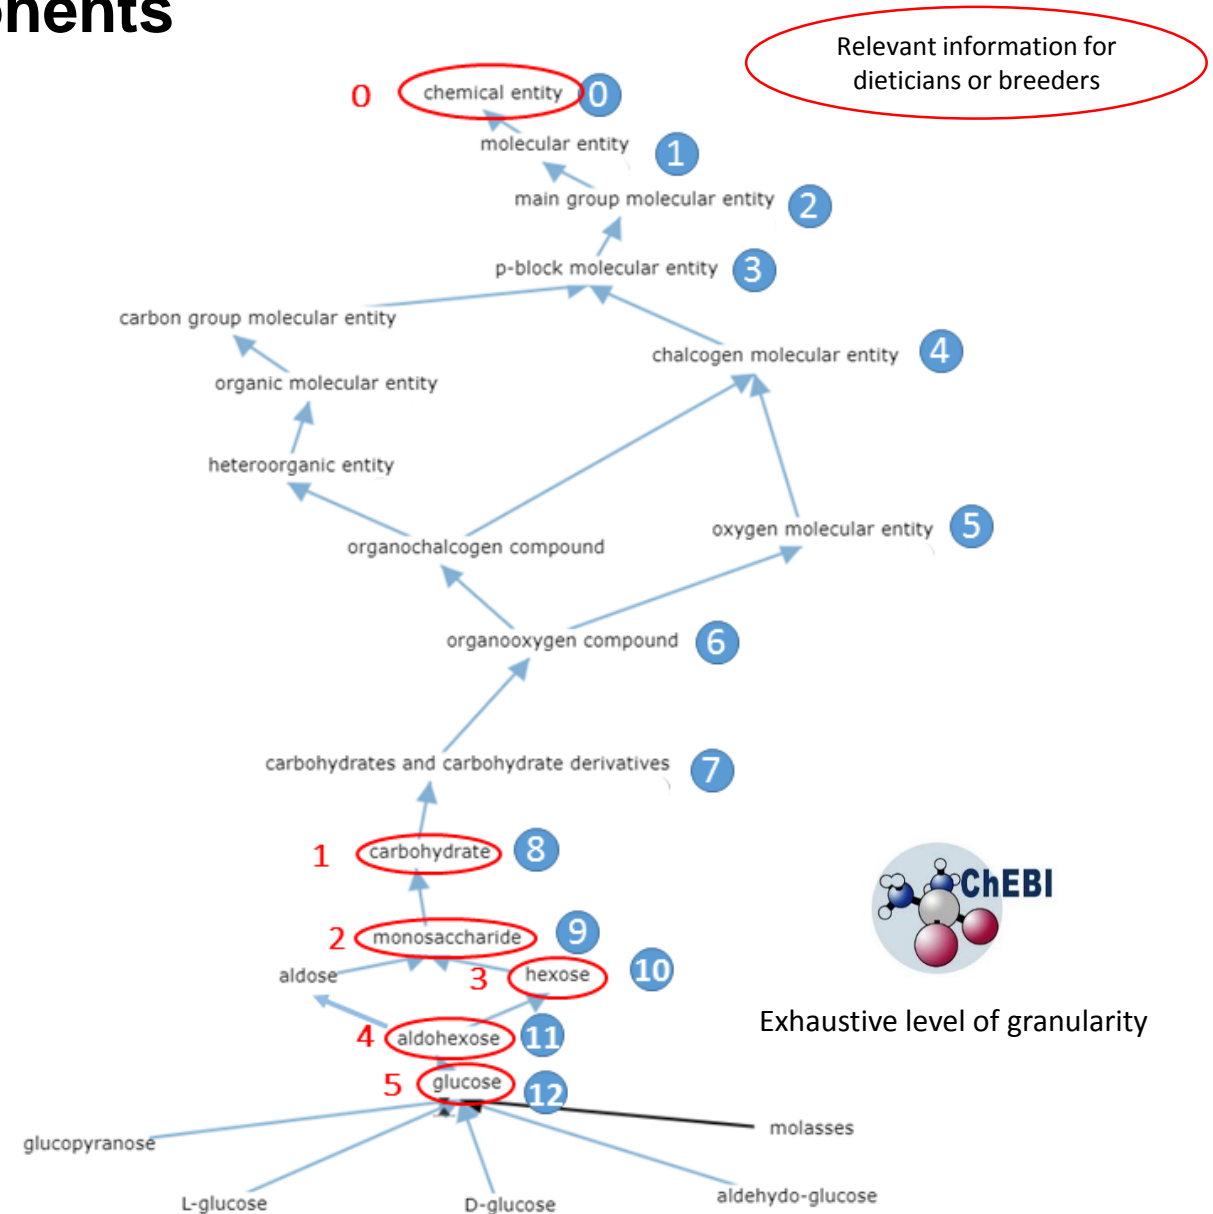 onents
Relevant information for
dieticians or breeders
0 chemical entity 0
molecular entity 1
main group molecular entity 2
p-block molecular entity 3
carbon group molecular entity
chalcogen molecular entity 4
organic molecular entity
heteroorganic entity
oxygen molecular entity 5
organochalcogen compound
organooxygen compound 6
carbohydrates and carbohydrate derivatives 7
1 carbohydrate 8
ChEBI
2 monosaccharide 9
aldose 3 hexose 10
Exhaustive level of granularity
4 aldohexose 11
5 glucose 12
molasses
glucopyranose
L-glucose D-glucose aldehydo-glucose